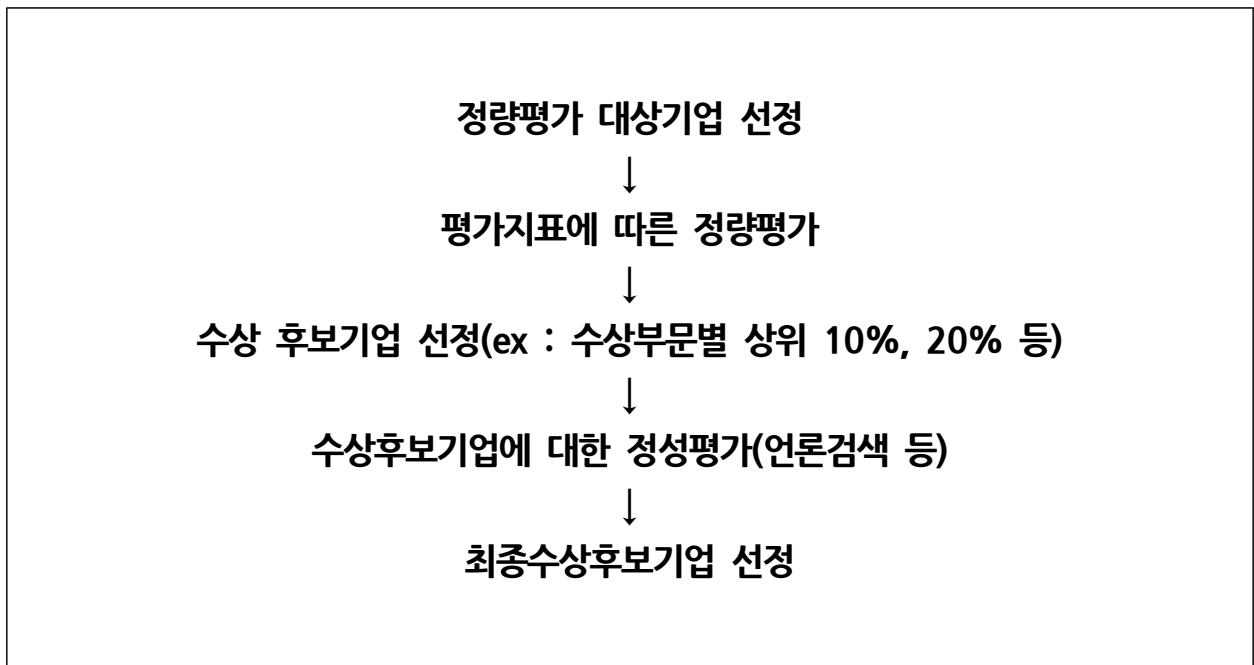 정량평가 대상기업 선정
↓
평가지표에 따른 정량평가
↓
수상 후보기업 선정(ex : 수상부문별 상위 10%, 20% 등)
↓
수상후보기업에 대한 정성평가(언론검색 등)
↓
최종수상후보기업 선정